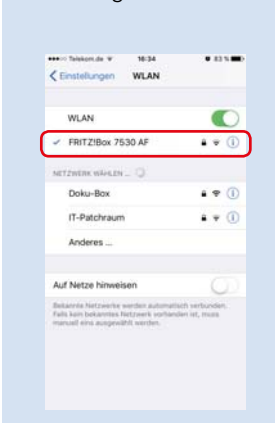 Telekom.de 16:34 83 %
Einstellungen WLAN
WLAN
FRITZ!Box 7530 AF
NETZWERK WÄHLEN ...
Doku-Box
IT-Patchraum
Anderes ...
Auf Netze hinweisen
Bekannte Netzwerke werden automatisch verbunden.
Falls kein bekanntes Netzwerk vorhanden ist, muss
manuell eins ausgewählt werden.